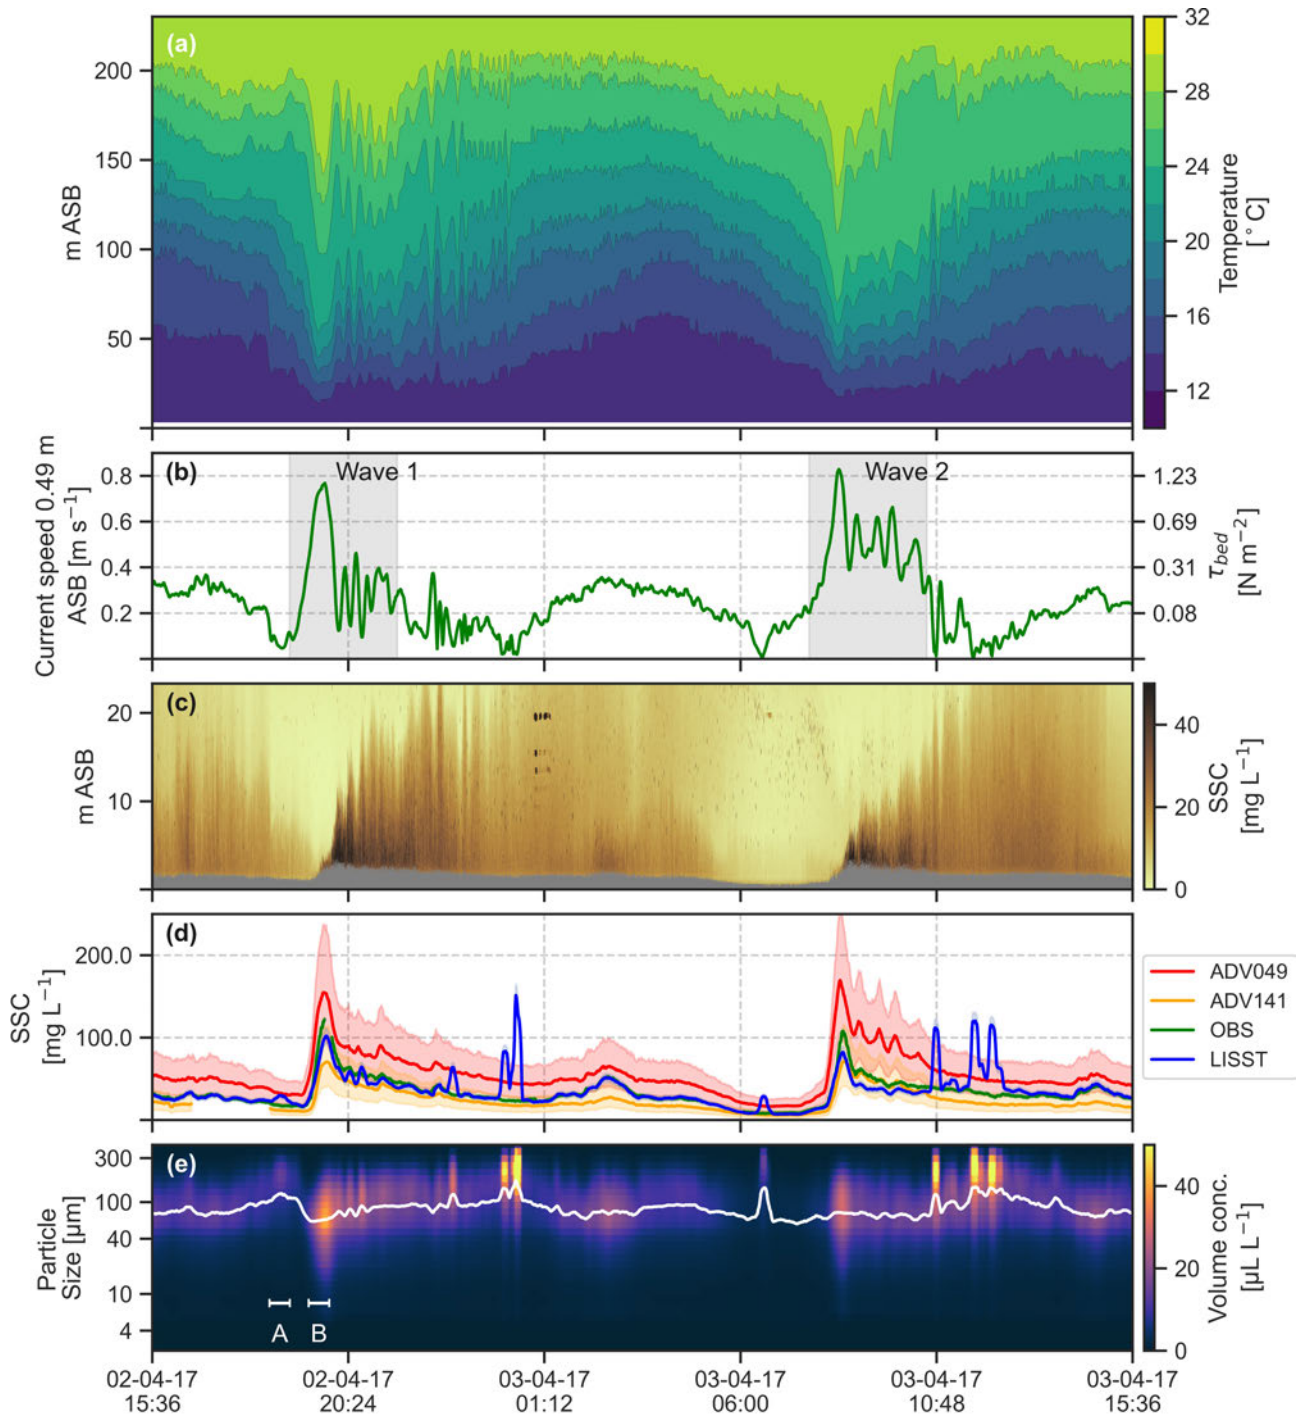 (a)
200
150
100
50
m ASB
32
28
24
20
16
12
Temperature
[°C]
(b)
Wave 1
Wave 2
0.8
0.6
0.4
0.2
Current speed 0.49 m
ASB [m s⁻¹]
1.23
0.69
0.31
0.08
τbed
[N m⁻²]
(c)
20
10
m ASB
40
20
0
SSC
[mg L⁻¹]
(d)
200.0
100.0
SSC
[mg L⁻¹]
ADV049
ADV141
OBS
LISST
(e)
300
100
40
10
4
Particle
Size [µm]
A
B
40
20
0
Volume conc.
[µL L⁻¹]
02-04-17 02-04-17 03-04-17 03-04-17 03-04-17 03-04-17
15:36 20:24 01:12 06:00 10:48 15:36